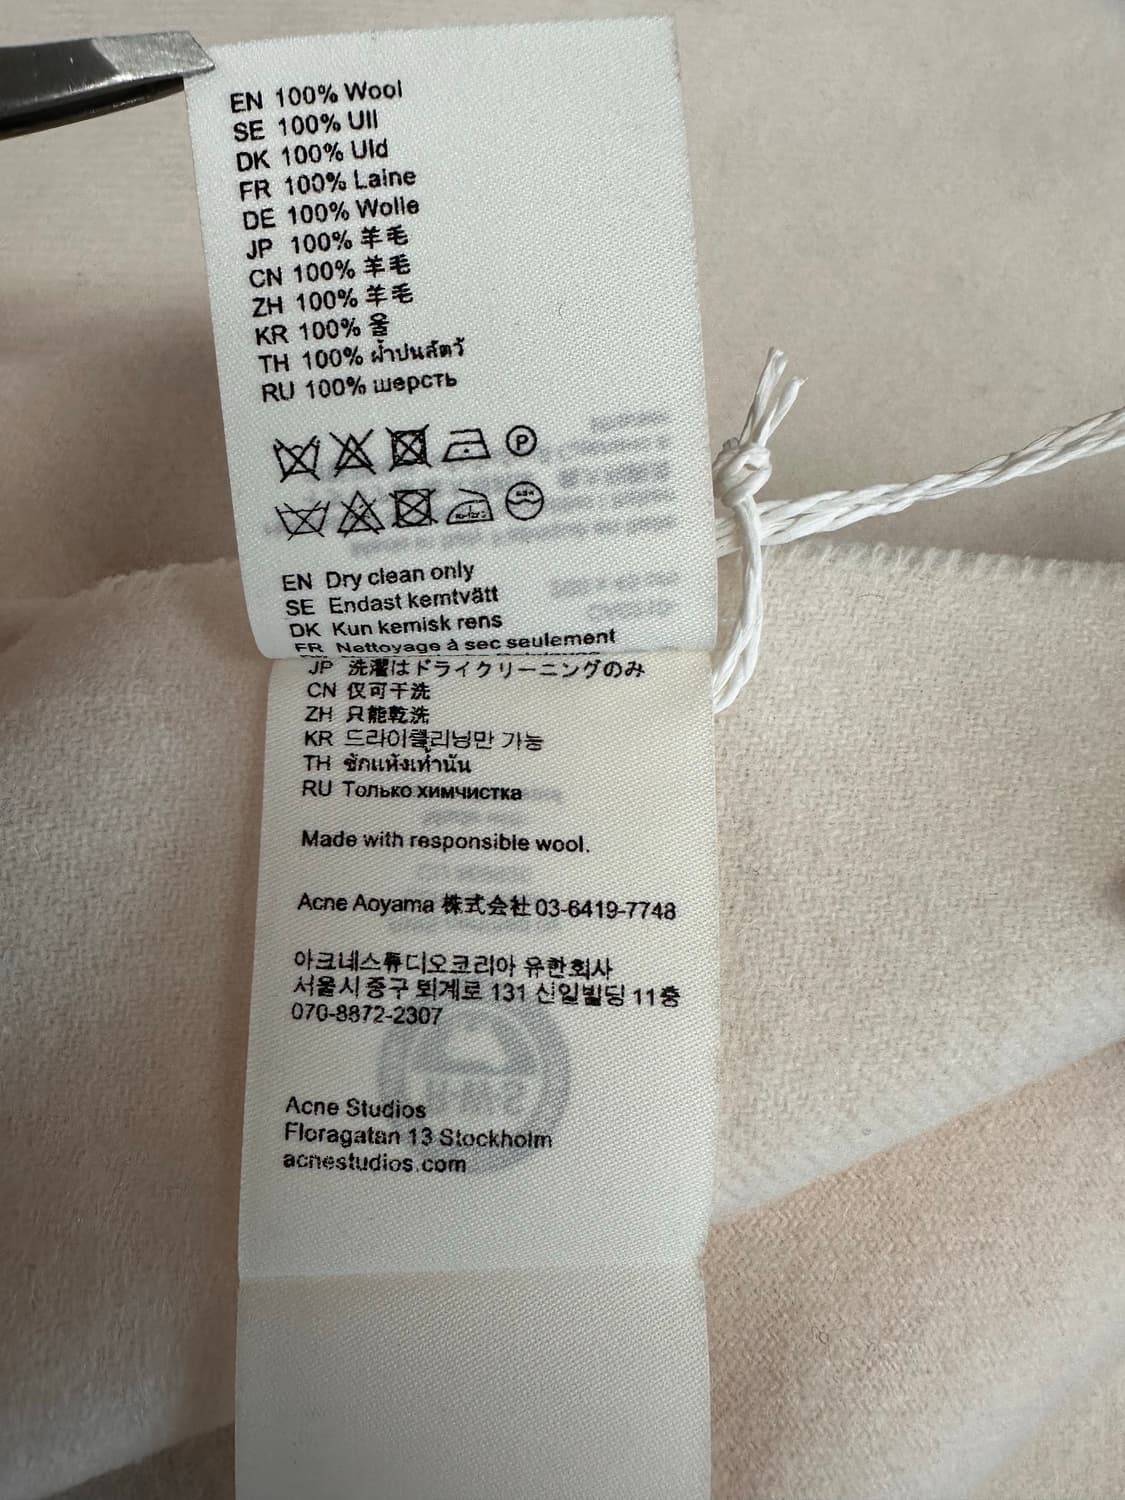 EN 100% Wool
SE 100% Ull
DK 100% Uld
FR 100% Laine
DE 100% Wolle
JP 100% 羊毛
CN 100% 羊毛
ZH 100% 羊毛
KR 100% 울
TH 100% ผ้าขนสัตว์
RU 100% шерсть
P
EN Dry clean only
SE Endast kemtvätt
DK Kun kemisk rens
FR Nettoyage à sec seulement
JP 洗濯はドライクリーニングのみ
CN 仅可干洗
ZH 只能乾洗
KR 드라이클리닝만 가능
TH ซักแห้งเท่านั้น
RU Только химчистка
Made with responsible wool.
Acne Aoyama 株式会社 03-6419-7748
아크네스튜디오코리아 유한회사
서울시 중구 퇴계로 131 신일빌딩 11층
070-8872-2307
Acne Studios
Floragatan 13 Stockholm
acnestudios.com